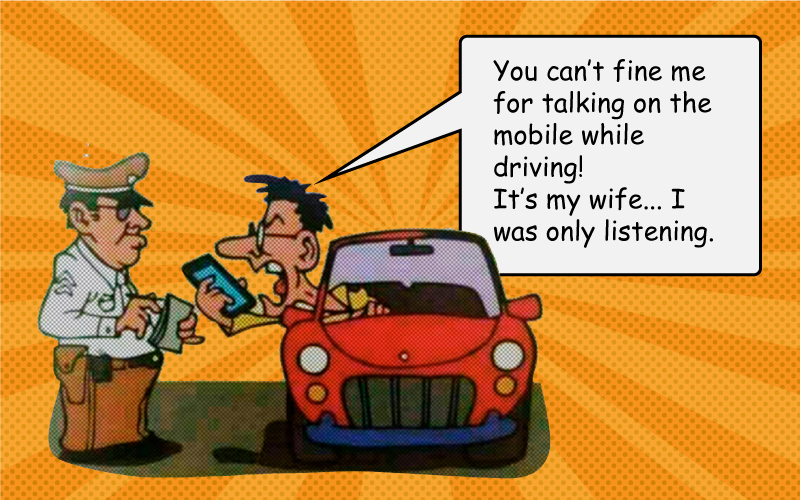 You can't fine me
for talking on the
mobile while
driving!
It's my wife... I
was only listening.